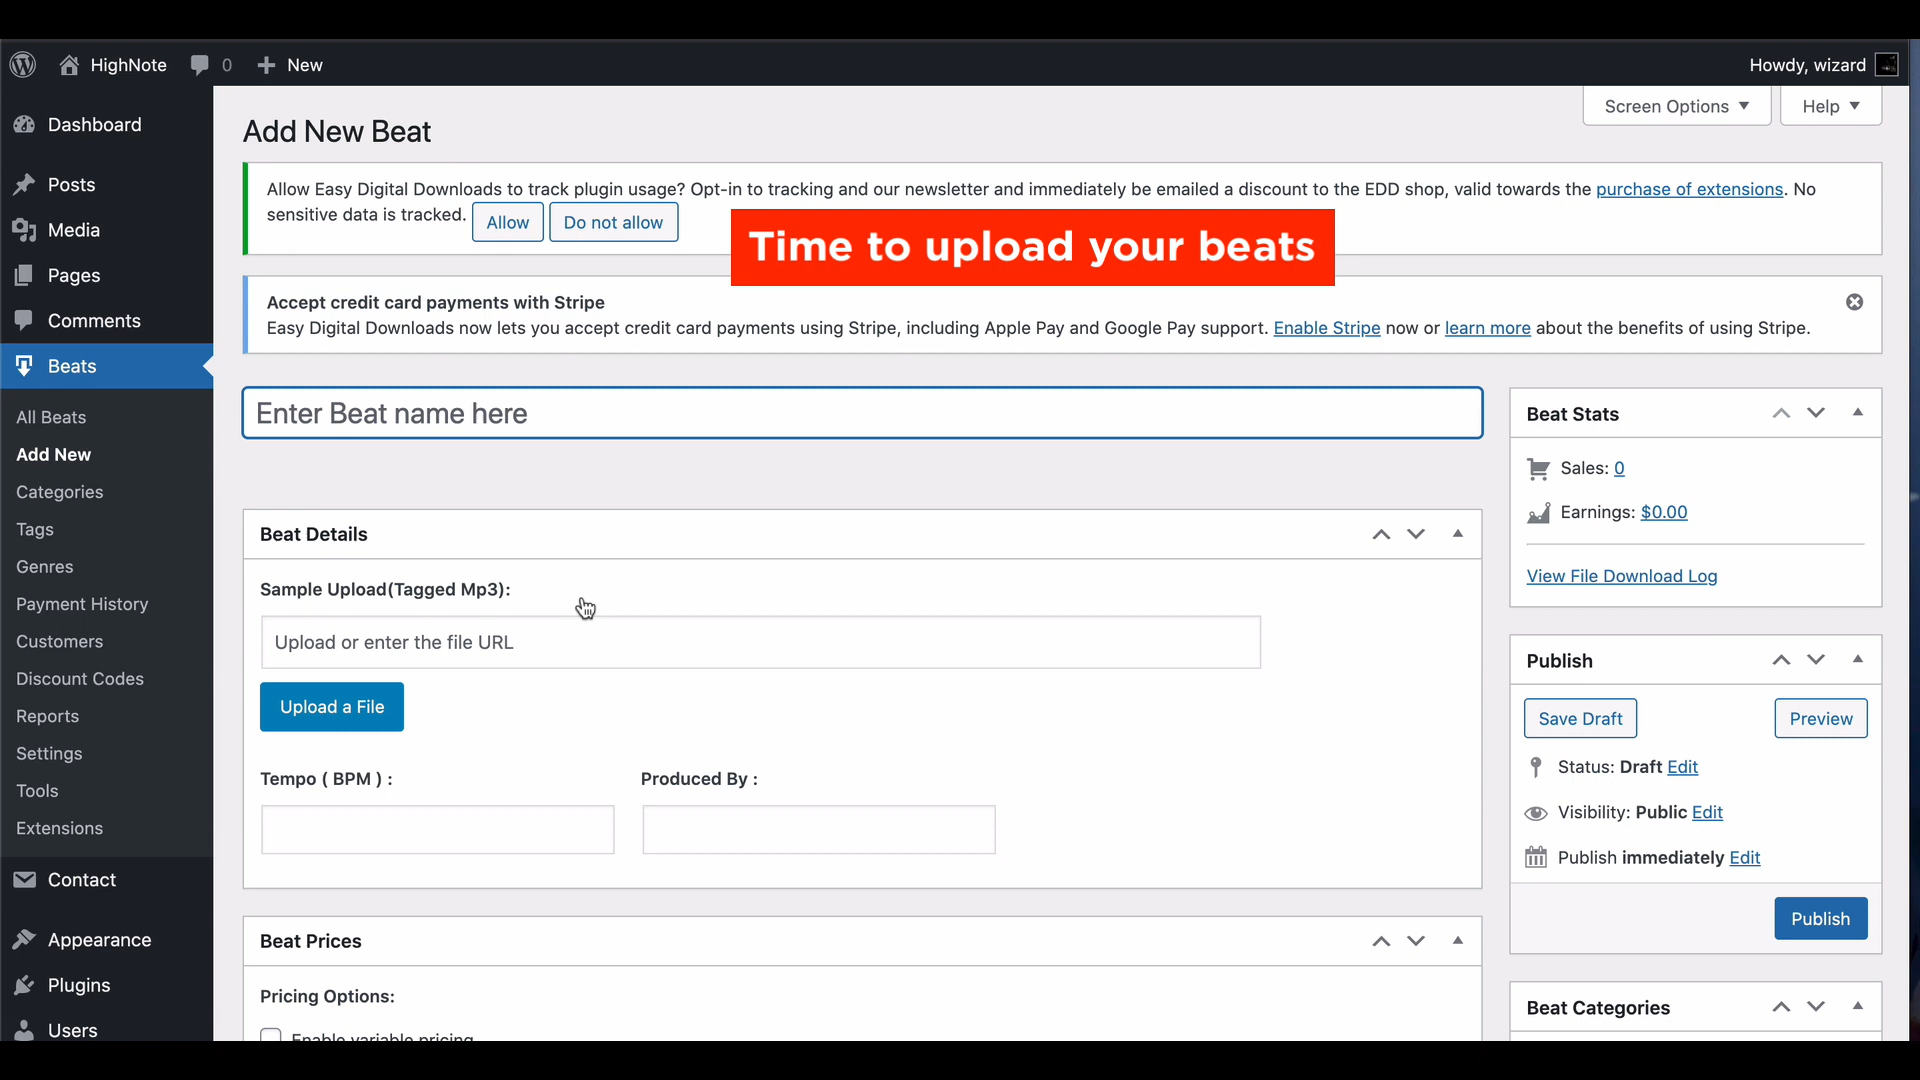 HighNote
0
New
Howdy, wizard
Screen Options
Help
Dashboard
Posts
Media
Pages
Comments
Beats
All Beats
Add New
Categories
Tags
Genres
Payment History
Customers
Discount Codes
Reports
Settings
Tools
Extensions
Contact
Appearance
Plugins
Users
Add New Beat
Allow Easy Digital Downloads to track plugin usage? Opt-in to tracking and our newsletter and immediately be emailed a discount to the EDD shop, valid towards the purchase of extensions. No
sensitive data is tracked. Allow Do not allow
Time to upload your beats
Accept credit card payments with Stripe
Easy Digital Downloads now lets you accept credit card payments using Stripe, including Apple Pay and Google Pay support. Enable Stripe now or learn more about the benefits of using Stripe.
Enter Beat name here
Beat Details
Sample Upload(Tagged Mp3):
Upload or enter the file URL
Upload a File
Tempo ( BPM ) :
Produced By :
Beat Prices
Pricing Options:
Enable variable pricing
Beat Stats
Sales: 0
Earnings: $0.00
View File Download Log
Publish
Save Draft
Preview
Status: Draft Edit
Visibility: Public Edit
Publish immediately Edit
Publish
Beat Categories